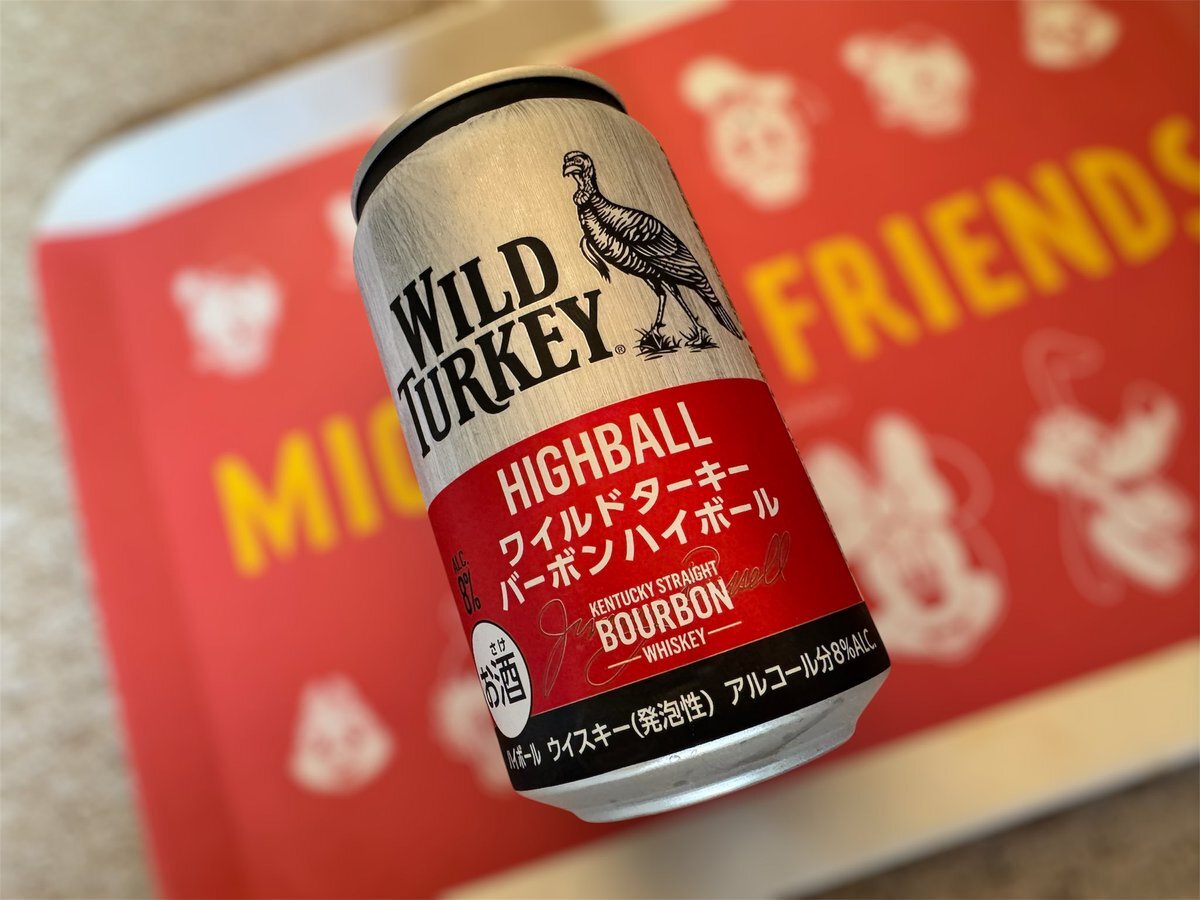 WILD
TURKEY®
HIGHBALL
ワイルドターキー
バーボンハイボール
ALC.
8%
KENTUCKY STRAIGHT
BOURBON
WHISKEY
さけ
お酒
ハイボール ウイスキー(発泡性) アルコール分8%ALC.
MIC
FRIENDS